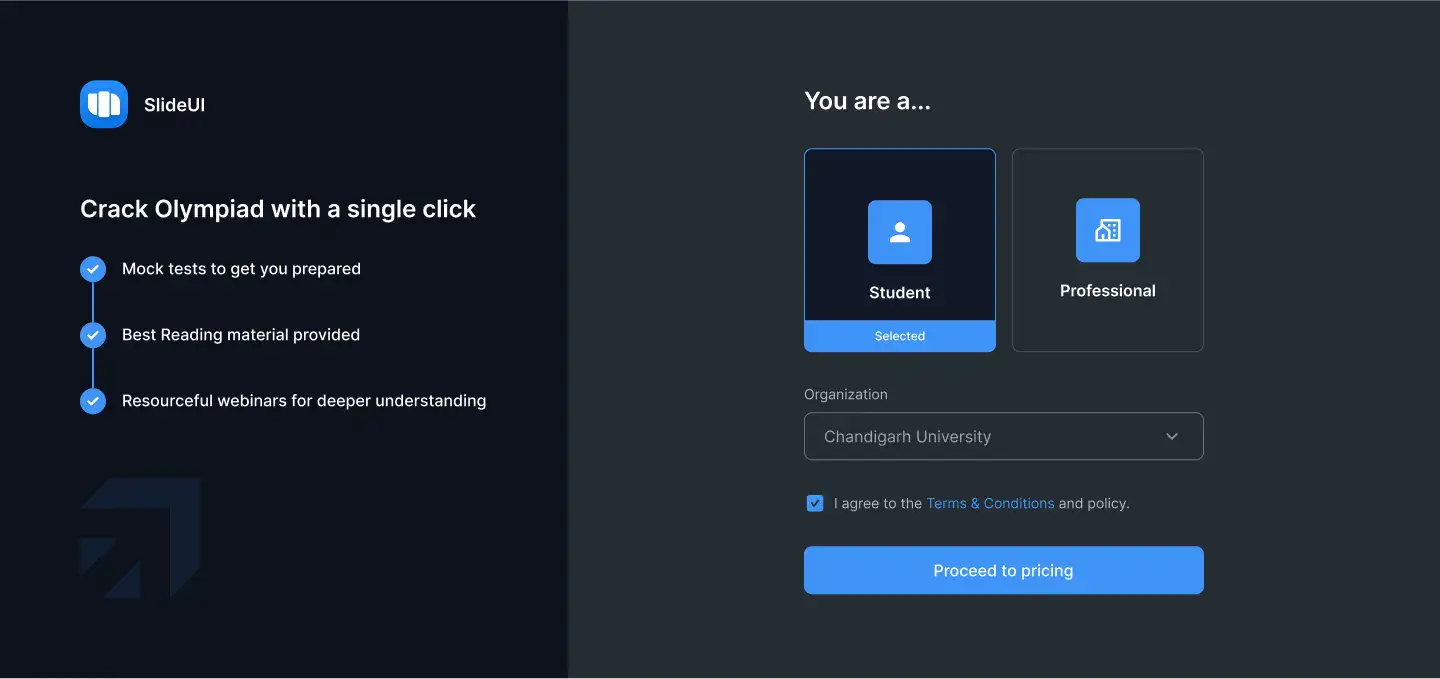 SlideUI
Crack Olympiad with a single click
Mock tests to get you prepared
Best Reading material provided
Resourceful webinars for deeper understanding
You are a...
Student
Selected
Professional
Organization
Chandigarh University
I agree to the Terms & Conditions and policy.
Proceed to pricing